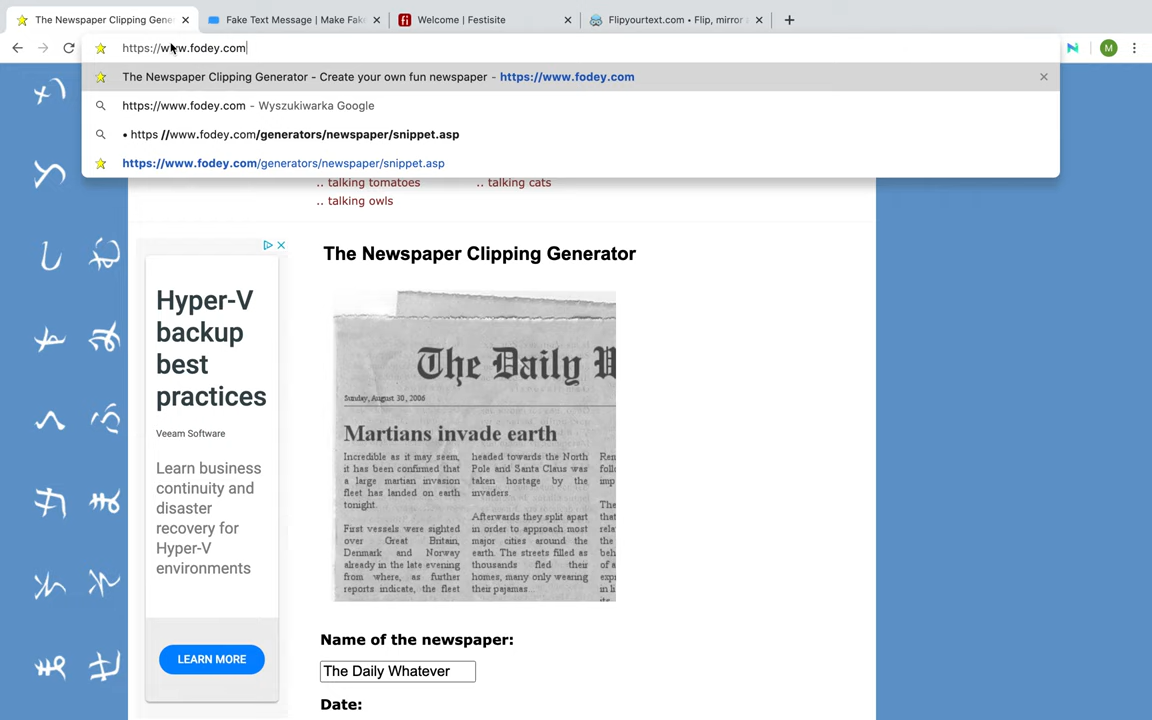 The Newspaper Clipping Gene
Fake Text Message | Make Fake
Welcome | Festisite
Flipyourtext.com • Flip, mirror
https://www.fodey.com
M
The Newspaper Clipping Generator - Create your own fun newspaper - https://www.fodey.com
https://www.fodey.com - Wyszukiwarka Google
• https //www.fodey.com/generators/newspaper/snippet.asp
https://www.fodey.com/generators/newspaper/snippet.asp
.. talking tomatoes
.. talking cats
.. talking owls
Hyper-V
backup
best
practices
Veeam Software
Learn business
continuity and
disaster
recovery for
Hyper-V
environments
LEARN MORE
The Newspaper Clipping Generator
The Daily W
Sunday, August 30, 2006
Martians invade earth
Incredible as it may seem,
it has been confirmed that
a large martian invasion
fleet has landed on earth
tonight.
First vessels were sighted
over Great Britain,
Denmark and Norway
already in the late evening
from where, as further
reports indicate, the fleet
headed towards the North
Pole and Santa Claus was
taken hostage by the
invaders.
Afterwards they split apart
in order to approach most
major cities around the
earth. The streets filled as
thousands fled their
homes, many only wearing
their pajamas...
Name of the newspaper:
The Daily Whatever
Date: